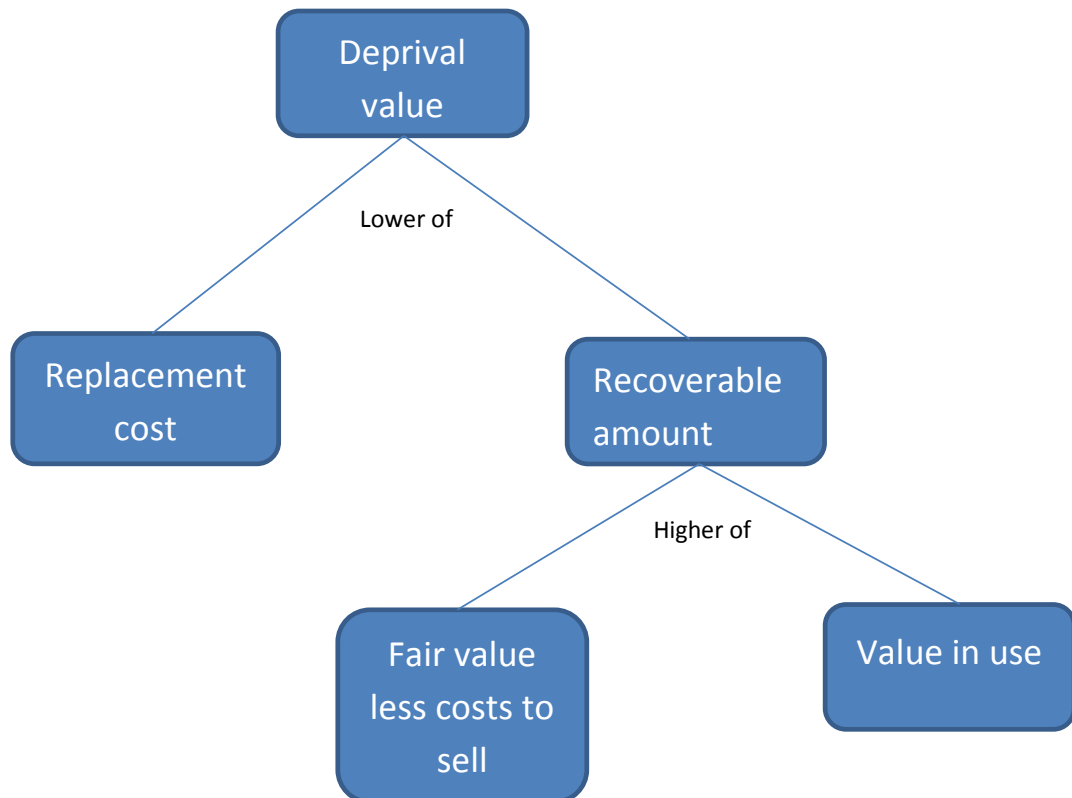 Deprival
value
Lower of
Replacement
cost
Recoverable
amount
Higher of
Fair value
less costs to
sell
Value in use